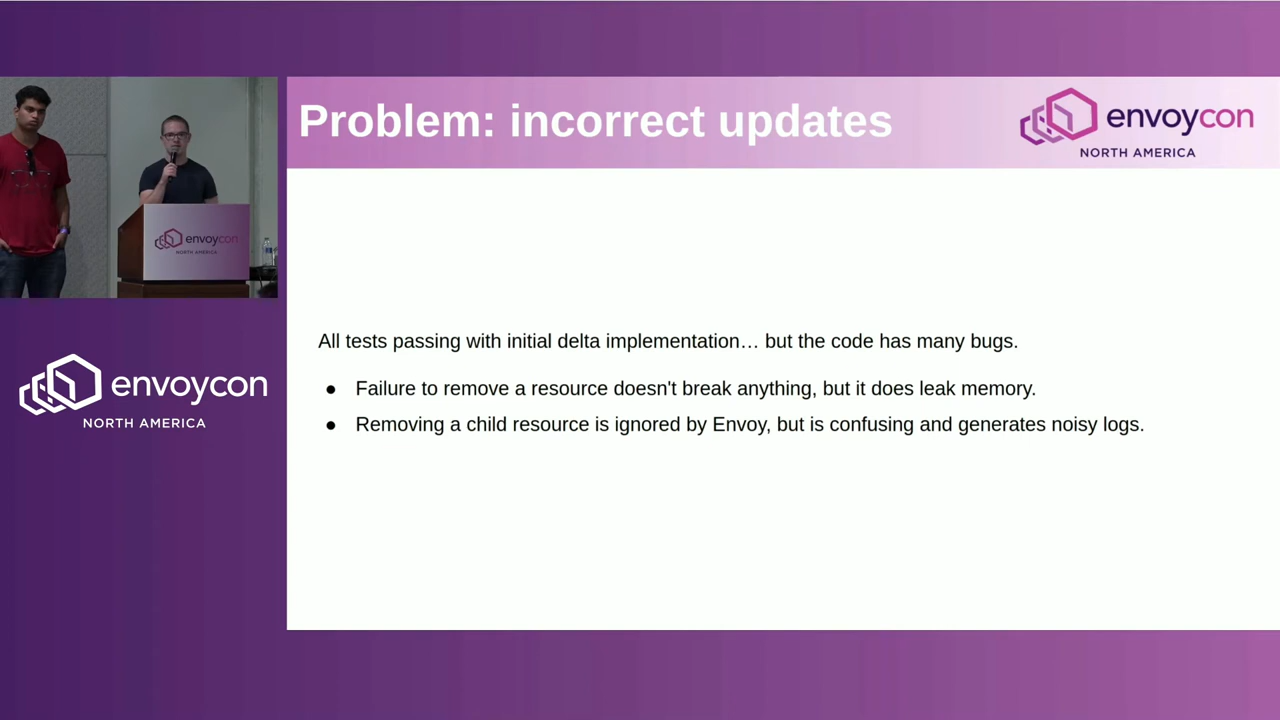 Problem: incorrect updates
envoycon
NORTH AMERICA
envoycon
NORTH AMERICA
All tests passing with initial delta implementation… but the code has many bugs.
● Failure to remove a resource doesn't break anything, but it does leak memory.
● Removing a child resource is ignored by Envoy, but is confusing and generates noisy logs.
envoycon
NORTH AMERICA